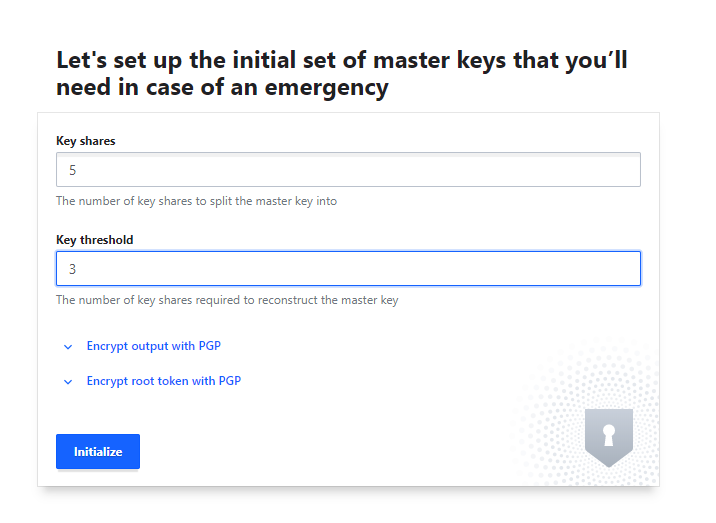 Let's set up the initial set of master keys that you’ll
need in case of an emergency
Key shares
5
The number of key shares to split the master key into
Key threshold
3
The number of key shares required to reconstruct the master key
Encrypt output with PGP
Encrypt root token with PGP
Initialize